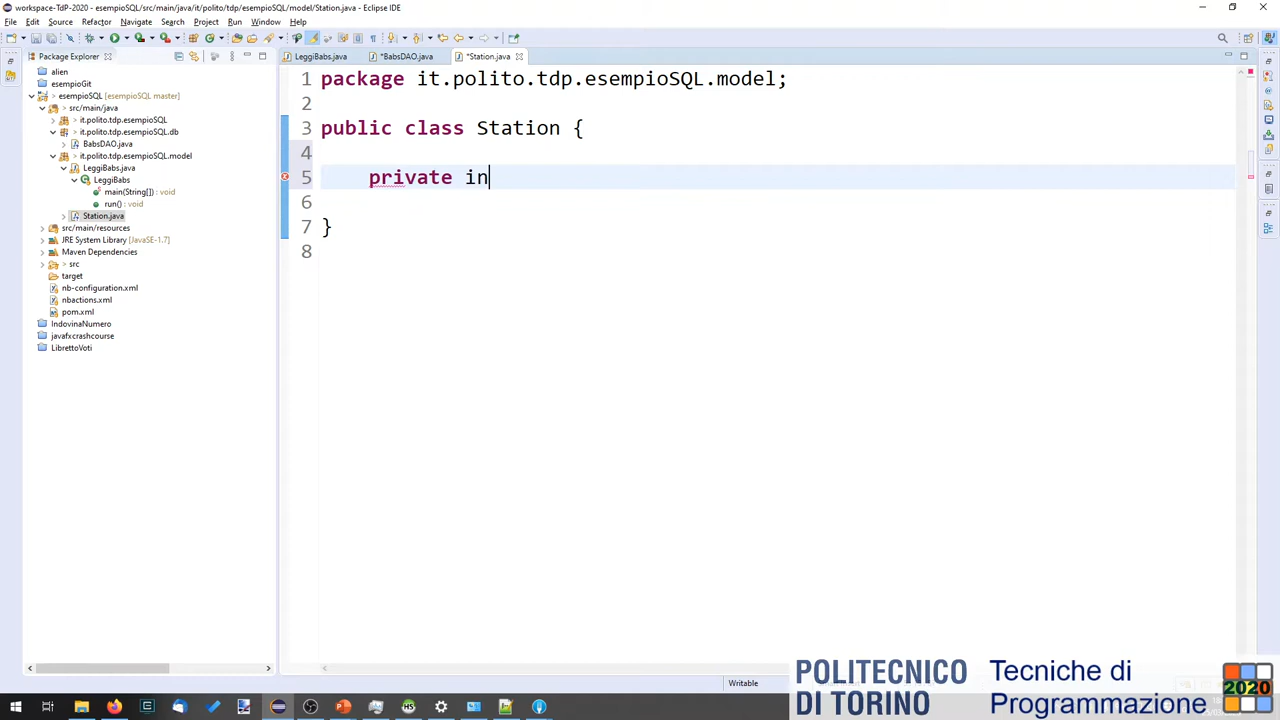 workspace-TdP-2020 - esempioSQL/src/main/java/it/polito/tdp/esempioSQL/model/Station.java - Eclipse IDE
File Edit Source Refactor Navigate Search Project Run Window Help
Package Explorer
LeggiBabs.java *BabsDAO.java *Station.java
alien
esempioGit
esempioSQL [esempioSQL master]
src/main/java
it.polito.tdp.esempioSQL
it.polito.tdp.esempioSQL.db
BabsDAO.java
it.polito.tdp.esempioSQL.model
LeggiBabs.java
LeggiBabs
main(String[]) : void
run() : void
Station.java
src/main/resources
JRE System Library [JavaSE-1.7]
Maven Dependencies
src
target
nb-configuration.xml
nbactions.xml
pom.xml
IndovinaNumero
javafxcrashcourse
LibrettoVoti
1 package it.polito.tdp.esempioSQL.model;
2
3 public class Station {
4
5 private in
6
7 }
8
Writable
POLITECNICO
DI TORINO
Tecniche di
Programmazione
2020